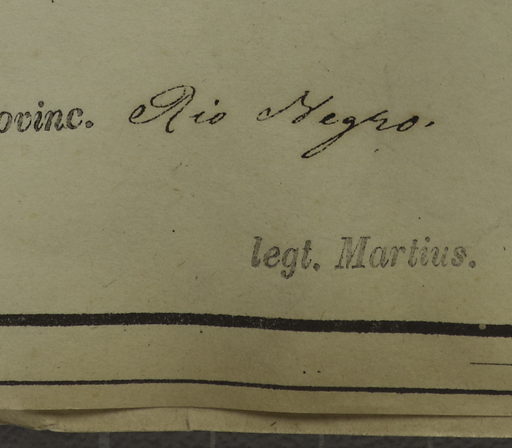 ovinc. Rio Negro.
legt. Martius.